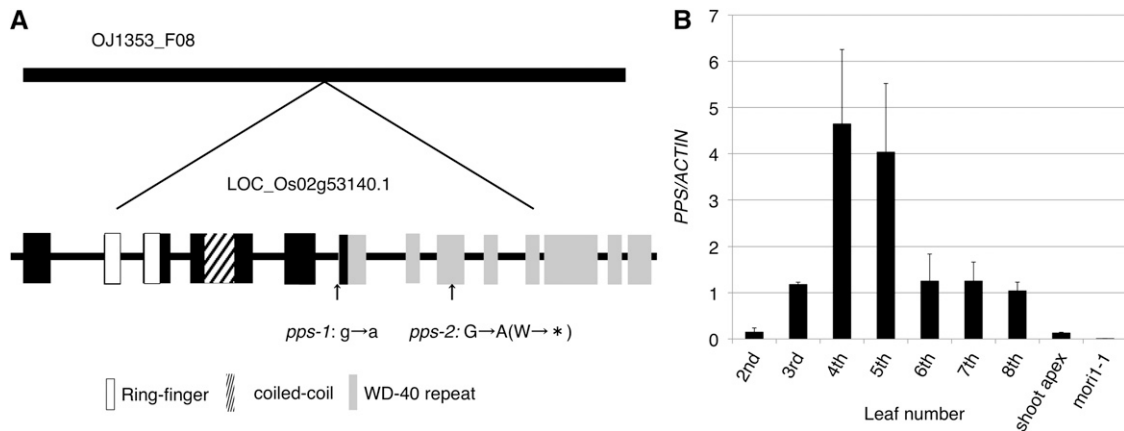 A
OJ1353_F08
LOC_Os02g53140.1
pps-1: g→a
pps-2: G→A(W→*)
Ring-finger
coiled-coil
WD-40 repeat
B
PPS/ACTIN
7
6
5
4
3
2
1
0
2nd
3rd
4th
5th
6th
7th
8th
shoot apex
mori1-1
Leaf number